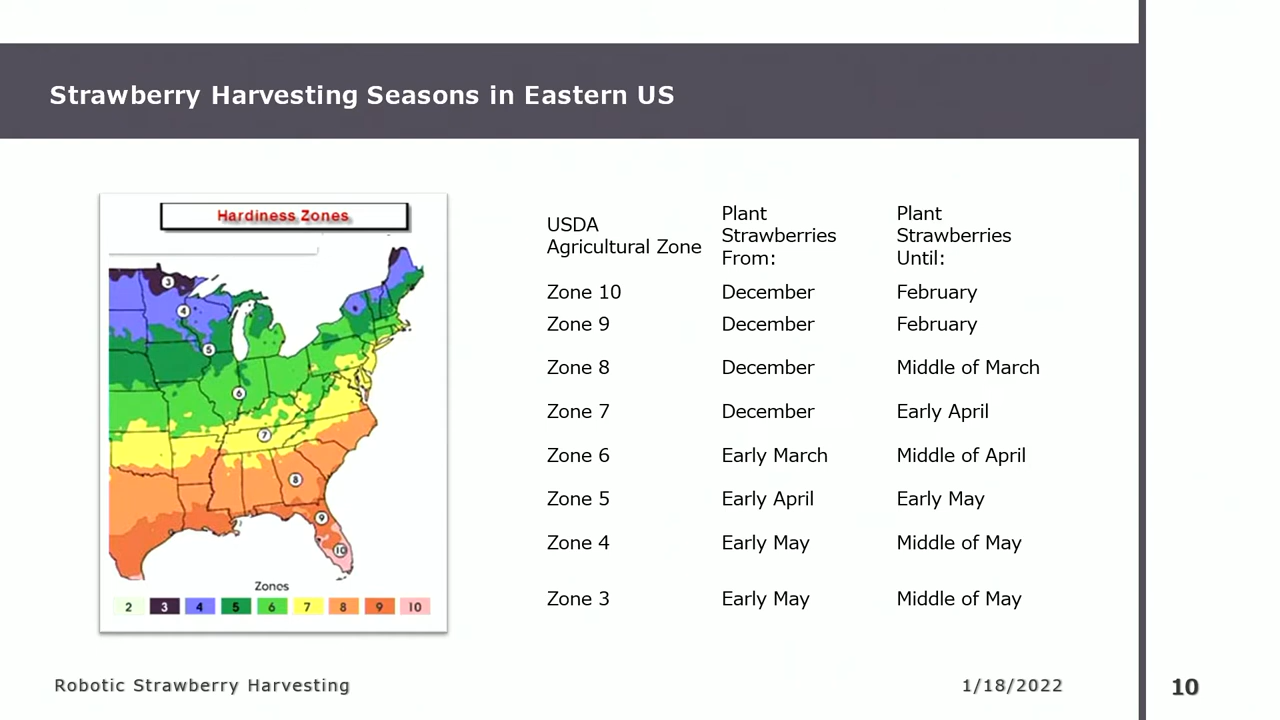 Strawberry Harvesting Seasons in Eastern US
Hardiness Zones
3
4
5
6
7
8
9
10
Zones
2 3 4 5 6 7 8 9 10
USDA
Agricultural Zone
Plant
Strawberries
From:
Plant
Strawberries
Until:
Zone 10 December February
Zone 9 December February
Zone 8 December Middle of March
Zone 7 December Early April
Zone 6 Early March Middle of April
Zone 5 Early April Early May
Zone 4 Early May Middle of May
Zone 3 Early May Middle of May
Robotic Strawberry Harvesting
1/18/2022
10